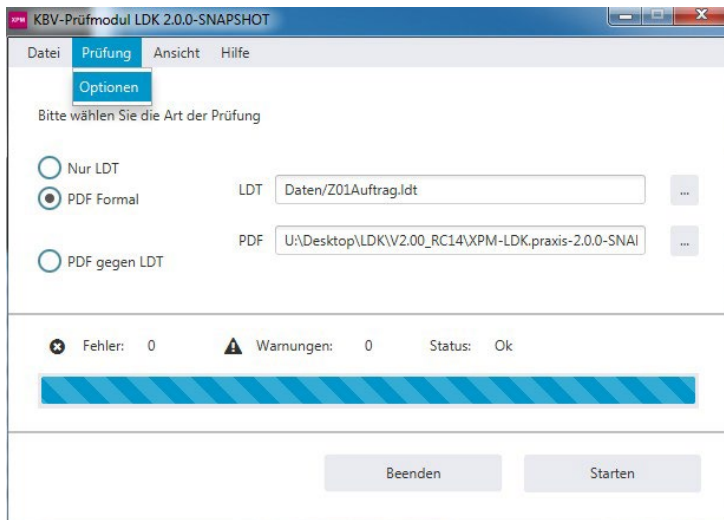 XPM KBV-Prüfmodul LDK 2.0.0-SNAPSHOT
Datei Prüfung Ansicht Hilfe
Optionen
Bitte wählen Sie die Art der Prüfung
Nur LDT
PDF Formal
LDT Daten/Z01Auftrag.ldt ...
PDF U:\Desktop\LDK\V2.00_RC14\XPM-LDK.praxis-2.0.0-SNAI ...
PDF gegen LDT
Fehler: 0 Warnungen: 0 Status: Ok
Beenden Starten